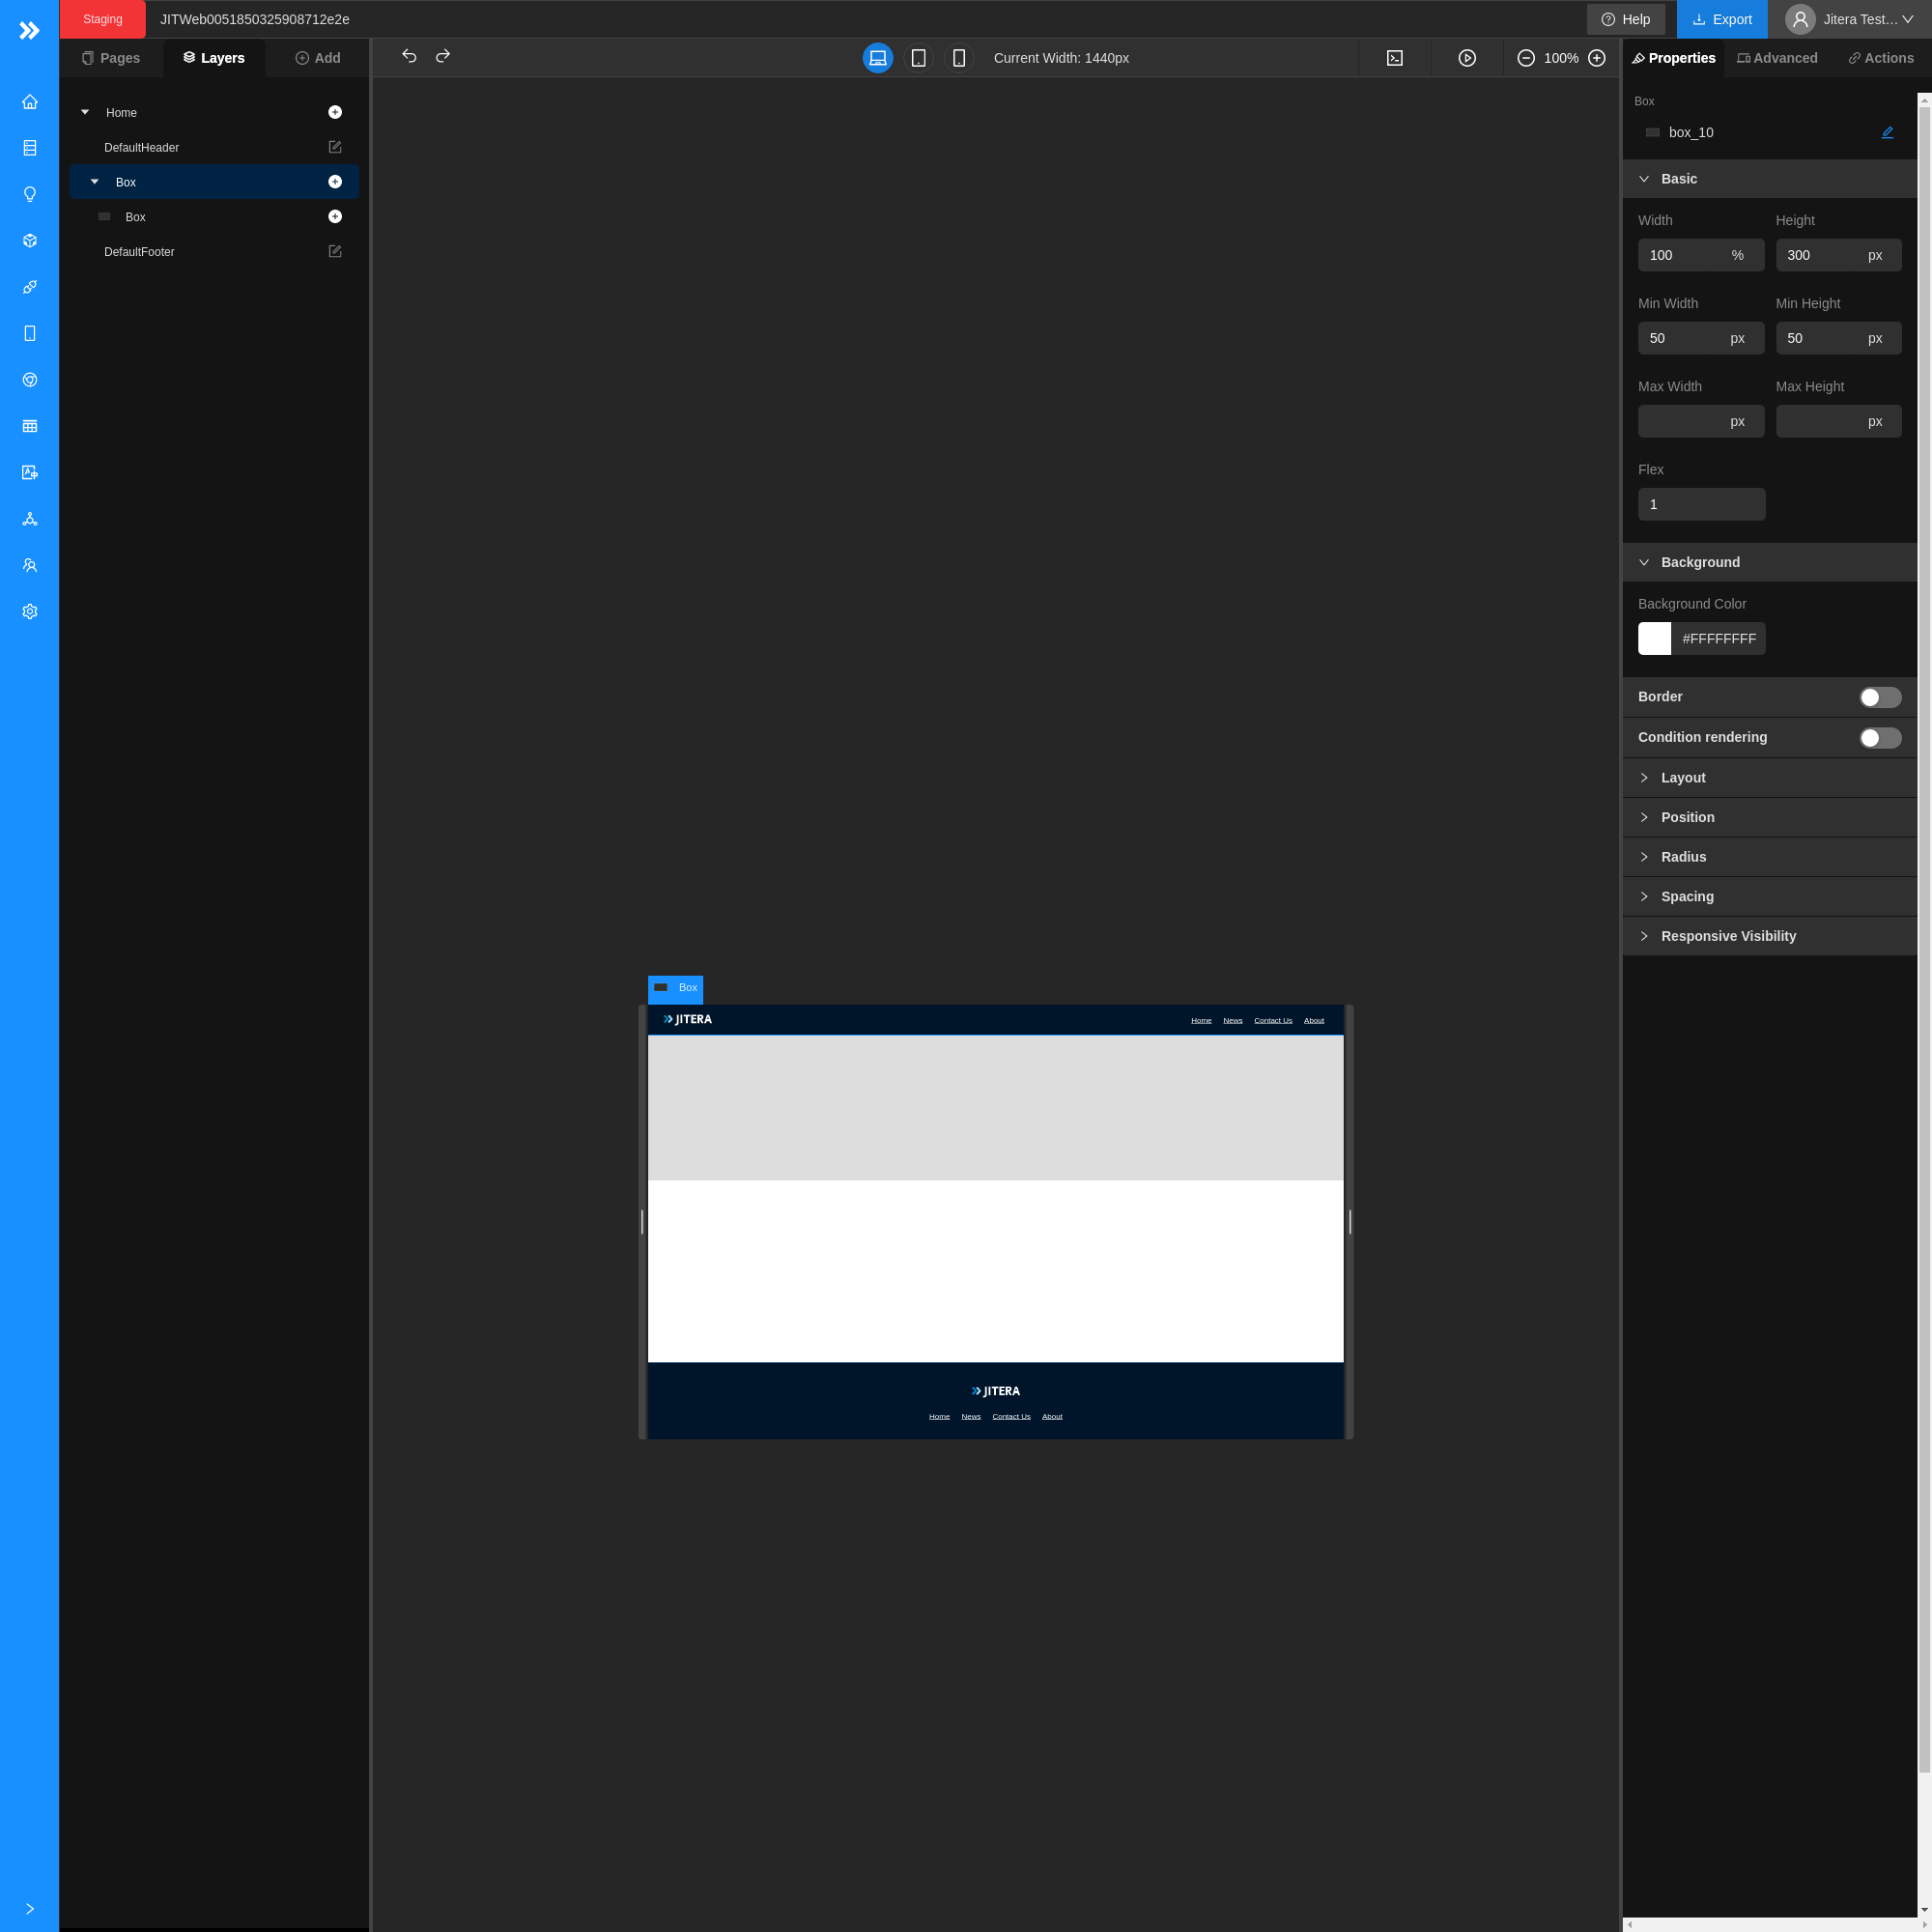 Staging
JITWeb0051850325908712e2e
Help
Export
Jitera Test...
Pages
Layers
Add
Current Width: 1440px
100%
Properties
Advanced
Actions
Home
DefaultHeader
Box
Box
DefaultFooter
Box
box_10
Basic
Width
Height
100 %
300 px
Min Width
Min Height
50 px
50 px
Max Width
Max Height
px
px
Flex
1
Background
Background Color
#FFFFFFFF
Border
Condition rendering
Layout
Position
Radius
Spacing
Responsive Visibility
Box
JITERA
Home News Contact Us About
JITERA
Home News Contact Us About